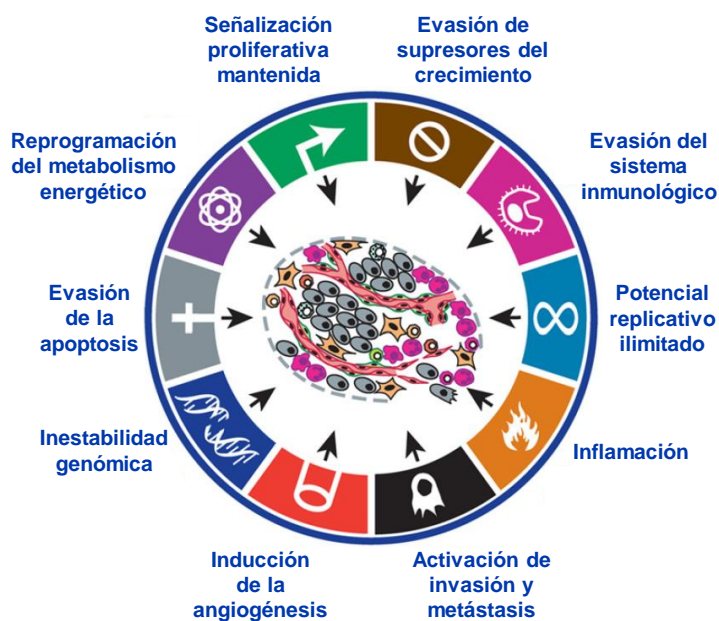 Señalización
proliferativa
mantenida
Evasión de
supresores del
crecimiento
Reprogramación
del metabolismo
energético
Evasión del
sistema
inmunológico
Evasión
de la
apoptosis
Potencial
replicativo
ilimitado
Inestabilidad
genómica
Inflamación
Inducción
de la
angiogénesis
Activación de
invasión y
metástasis